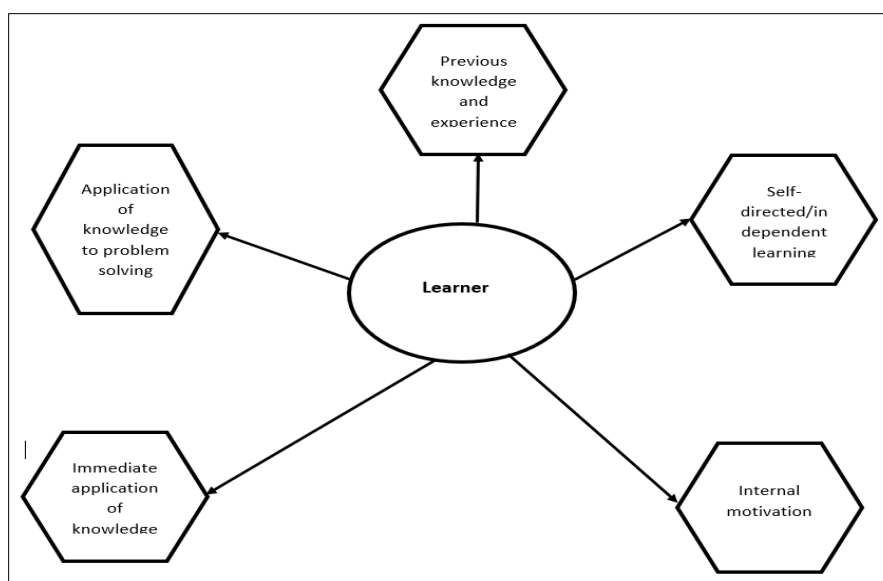 Previous
knowledge
and
experience
Application
of
knowledge
to problem
solving
Self-
directed/in
dependent
learning
Learner
Immediate
application
of
knowledge
Internal
motivation